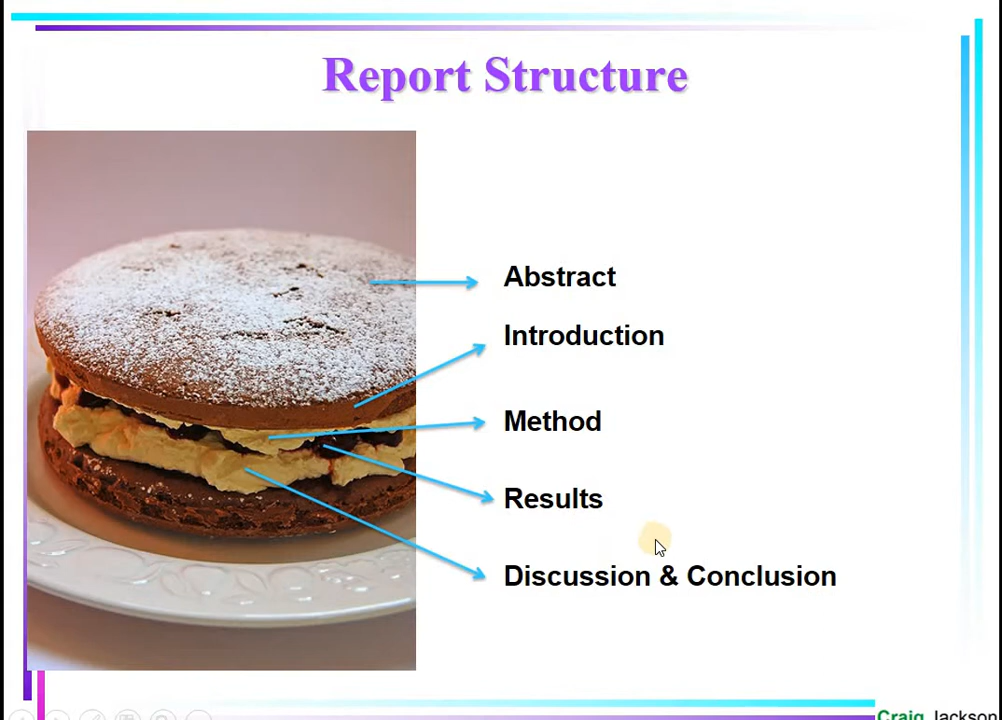 Report Structure
Abstract
Introduction
Method
Results
Discussion & Conclusion
Craig Jackson